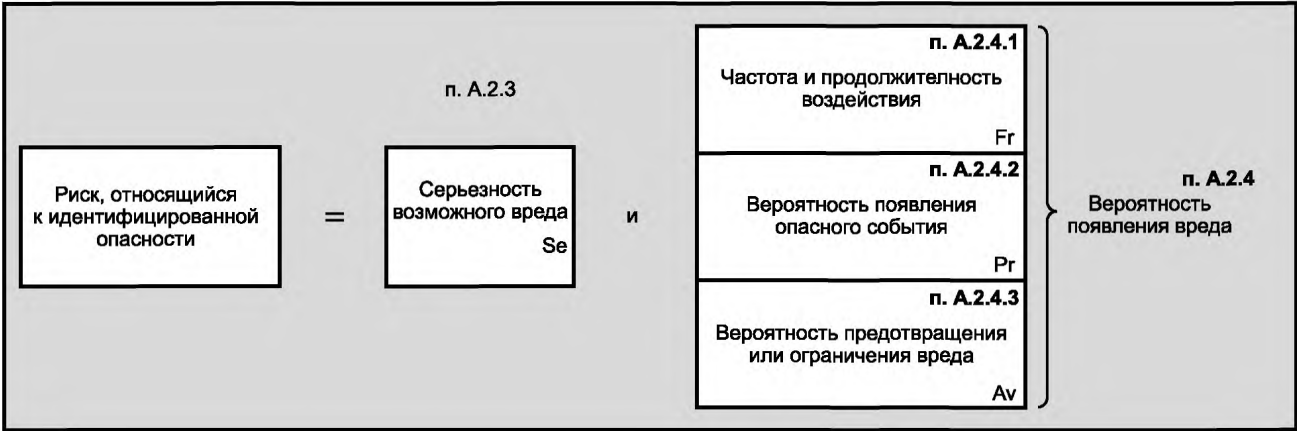 п. А.2.3
Риск, относящийся
к идентифицированной
опасности
=
Серьезность
возможного вреда
Se
и
п. А.2.4.1
Частота и продолжителность
воздействия
Fr
п. А.2.4.2
Вероятность появления
опасного события
Pr
п. А.2.4.3
Вероятность предотвращения
или ограничения вреда
Av
п. А.2.4
Вероятность
появления вреда